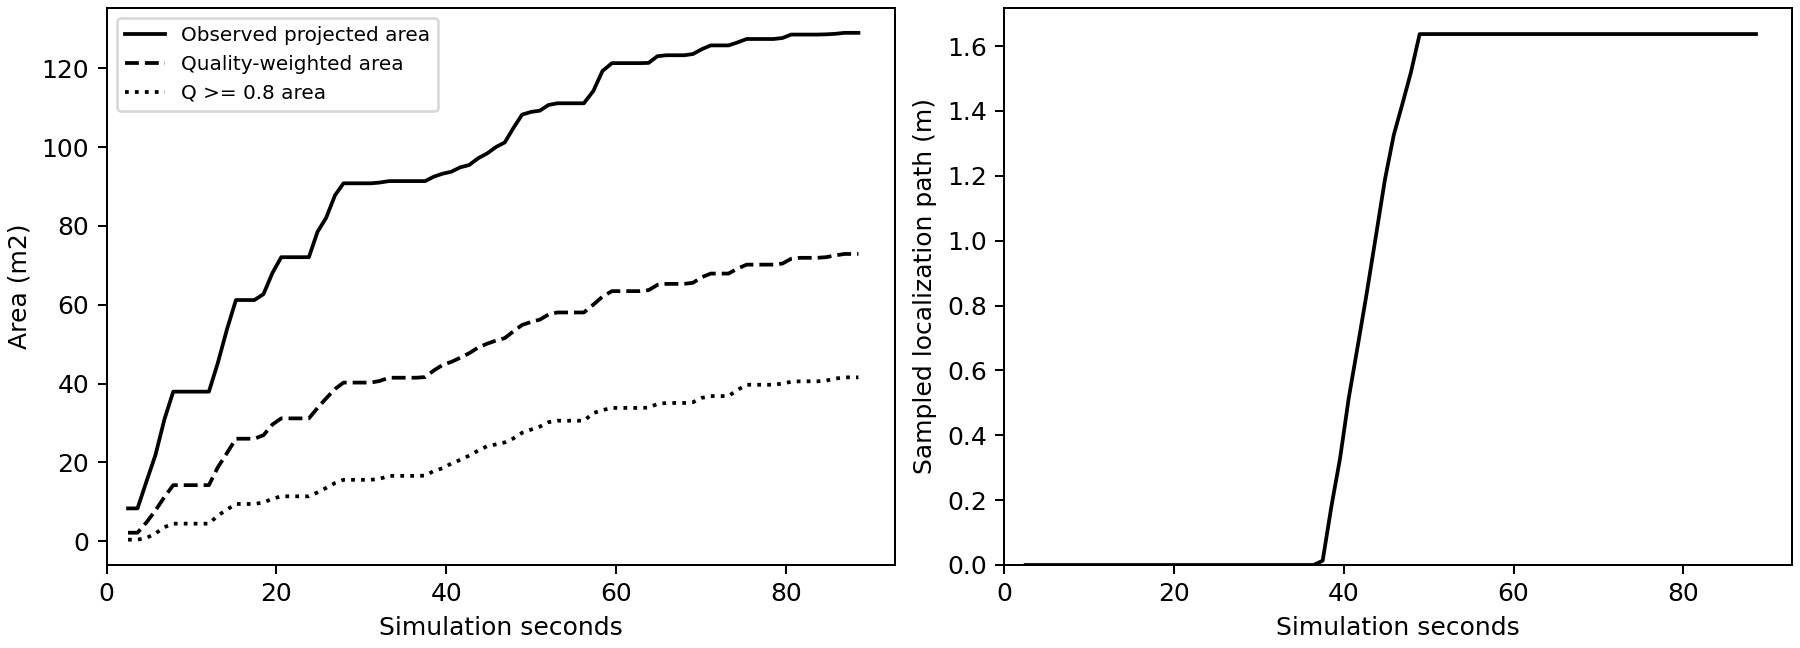 Observed projected area
Quality-weighted area
Q >= 0.8 area
120
100
80
60
40
20
0
Area (m2)
0 20 40 60 80
Simulation seconds
1.6
1.4
1.2
1.0
0.8
0.6
0.4
0.2
0.0
Sampled localization path (m)
0 20 40 60 80
Simulation seconds